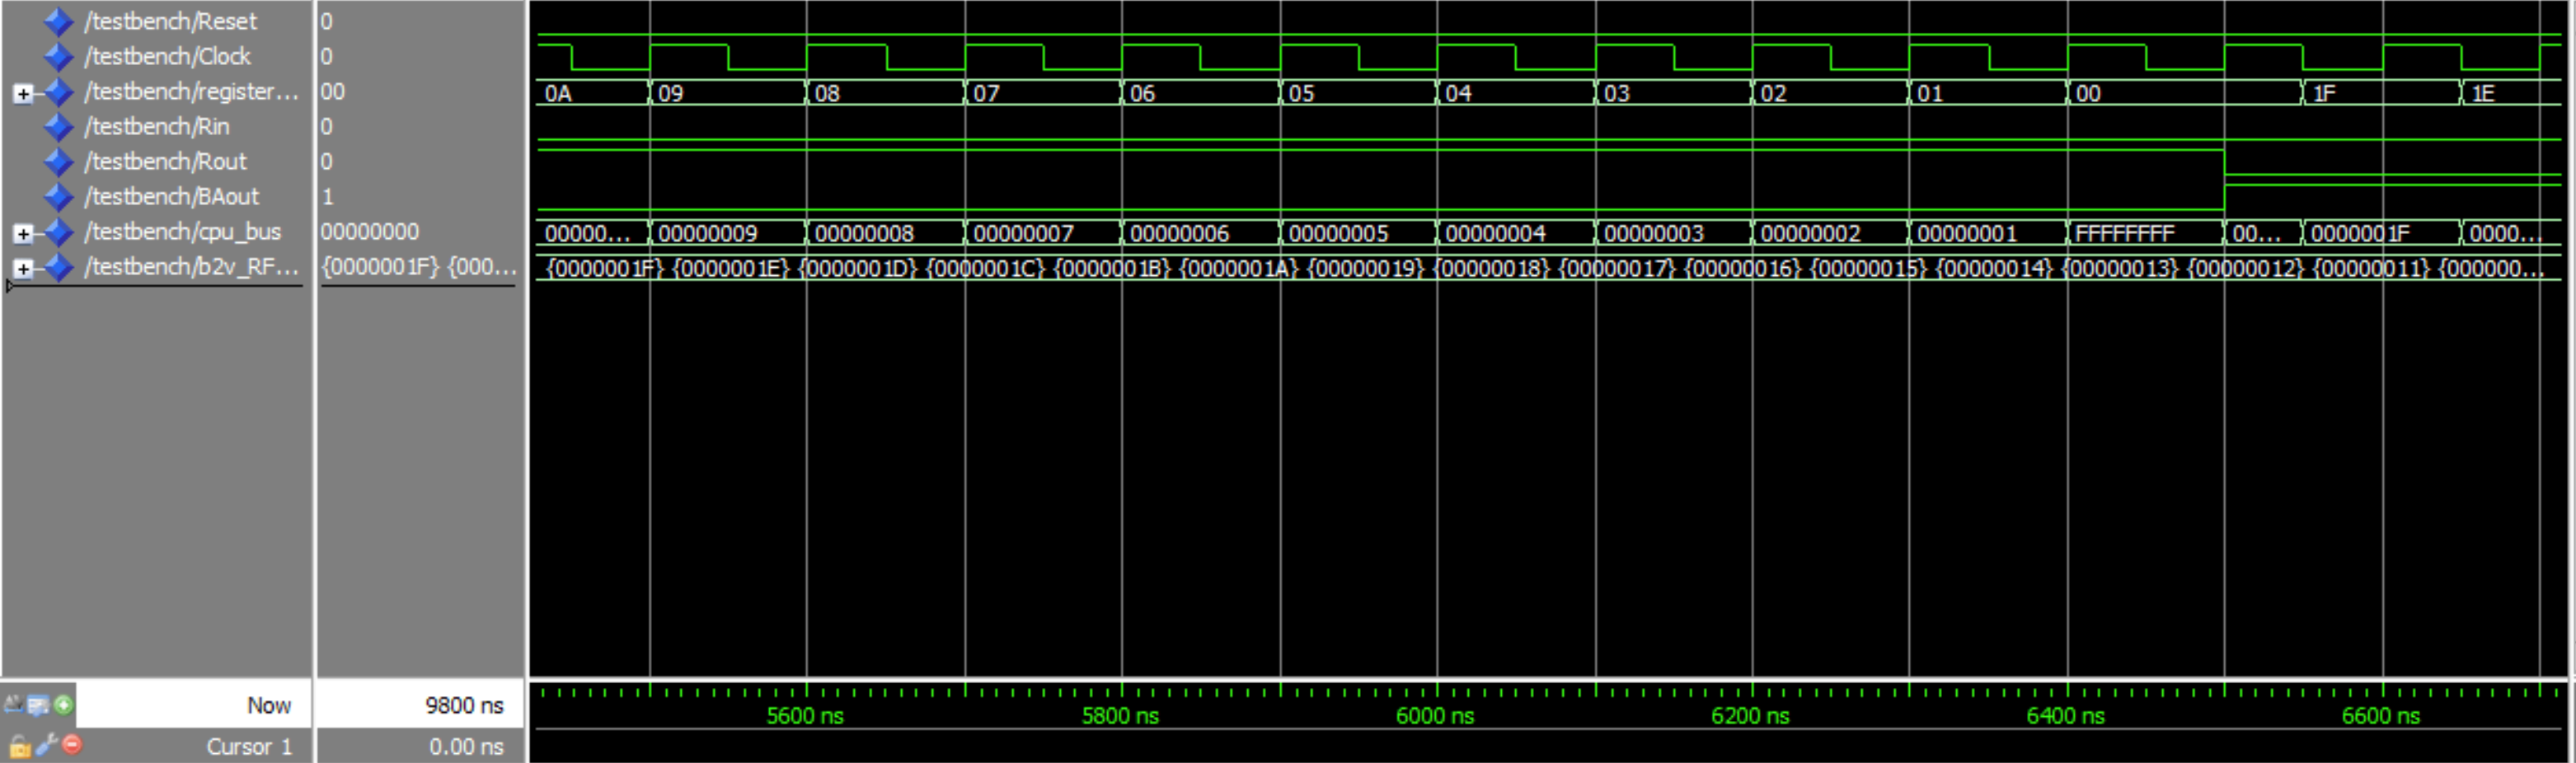 /testbench/Reset 0
/testbench/Clock 0
/testbench/register... 00 0A 09 08 07 06 05 04 03 02 01 00 1F 1E
/testbench/Rin 0
/testbench/Rout 0
/testbench/BAout 1
/testbench/cpu_bus 00000000 00000... 00000009 00000008 00000007 00000006 00000005 00000004 00000003 00000002 00000001 FFFFFFFF 00... 0000001F 0000...
/testbench/b2v_RF... {0000001F} {000... {0000001F} {0000001E} {0000001D} {0000001C} {0000001B} {0000001A} {00000019} {00000018} {00000017} {00000016} {00000015} {00000014} {00000013} {00000012} {00000011} {000000...
Now 9800 ns 5600 ns 5800 ns 6000 ns 6200 ns 6400 ns 6600 ns
Cursor 1 0.00 ns